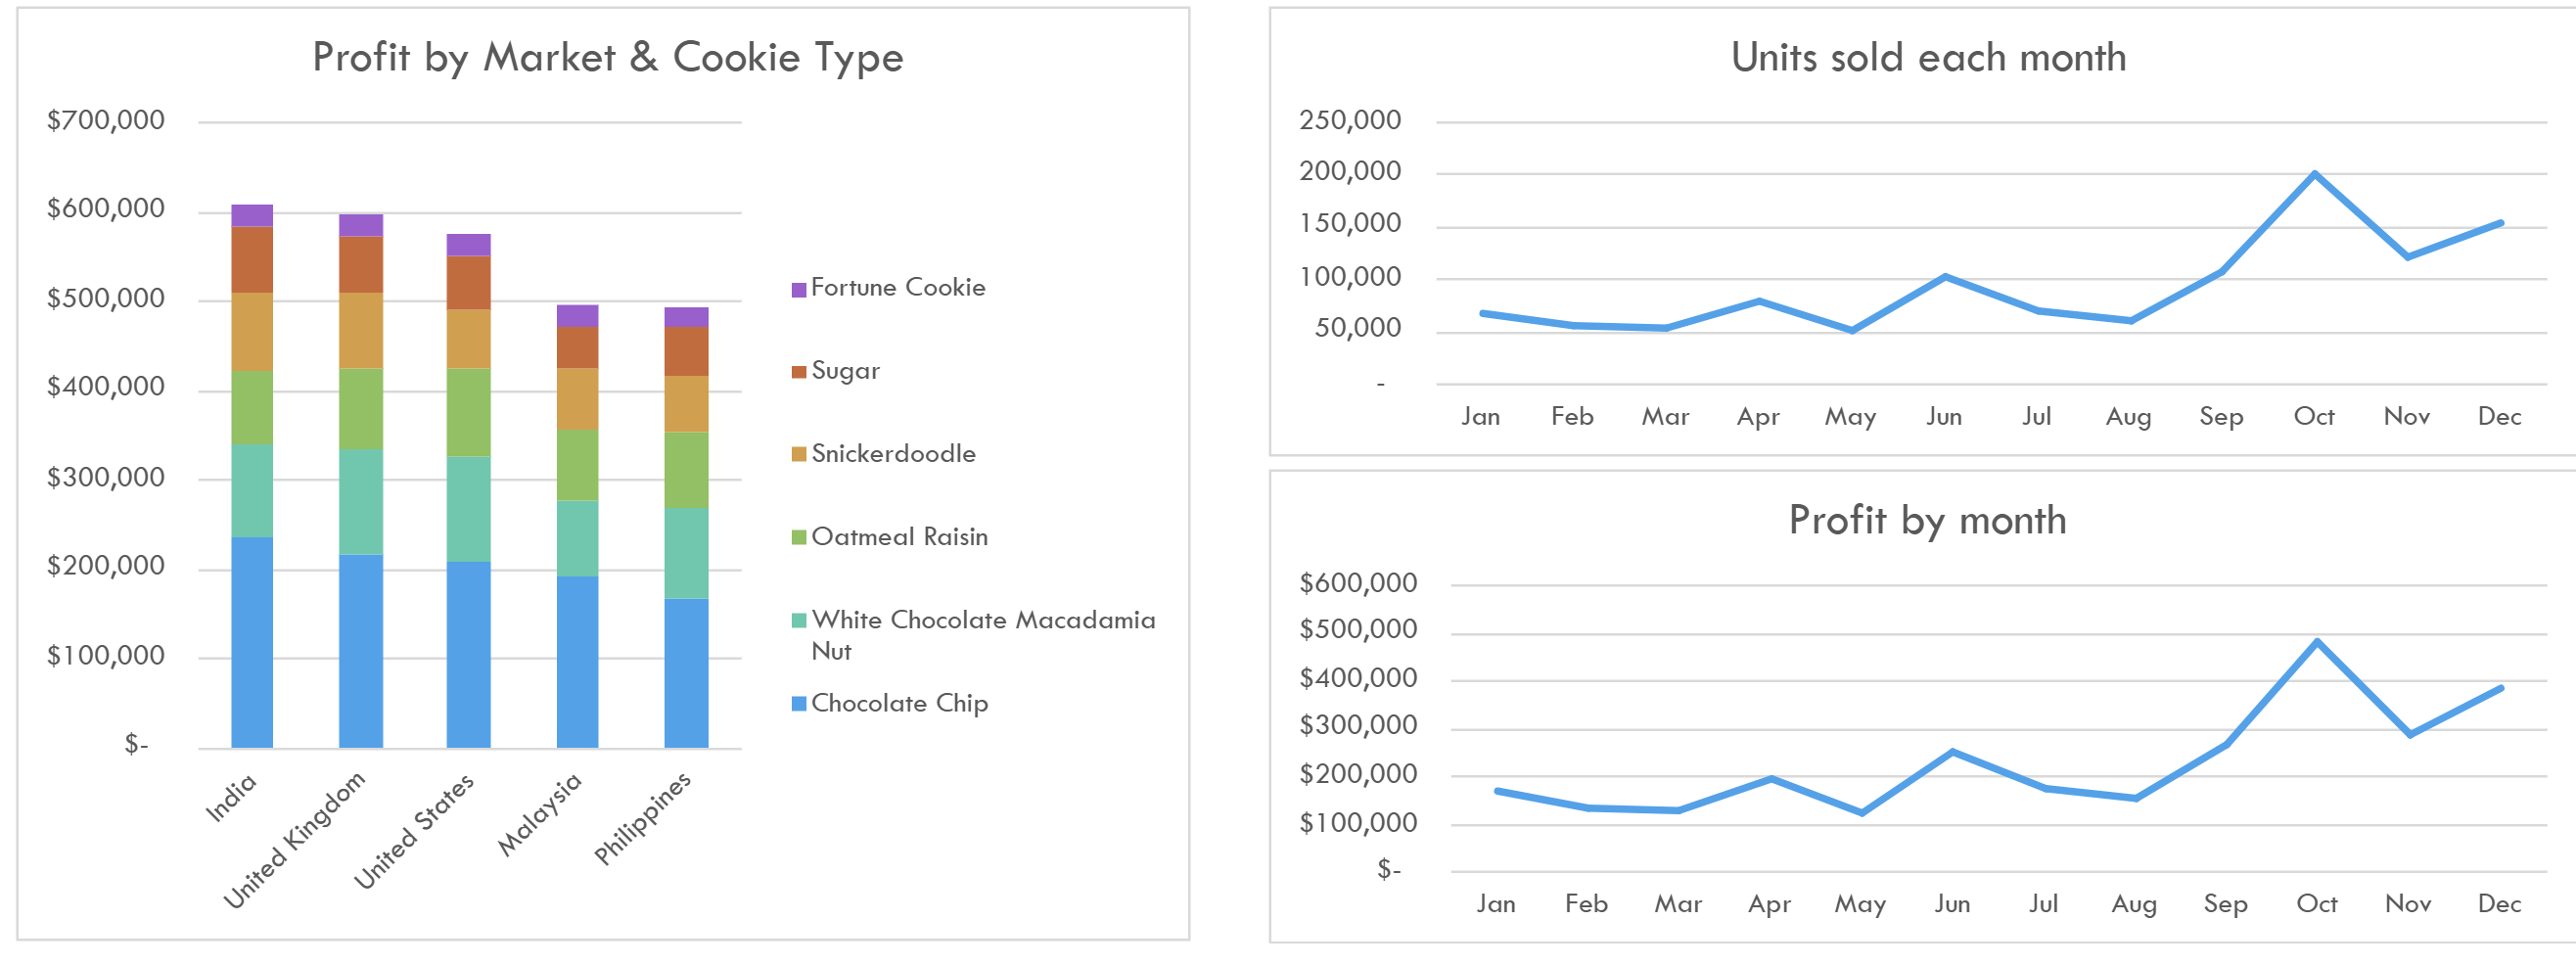 Profit by Market & Cookie Type
$700,000
$600,000
$500,000
$400,000
$300,000
$200,000
$100,000
$-
India
United Kingdom
United States
Malaysia
Philippines
Fortune Cookie
Sugar
Snickerdoodle
Oatmeal Raisin
White Chocolate Macadamia
Nut
Chocolate Chip
Units sold each month
250,000
200,000
150,000
100,000
50,000
-
Jan Feb Mar Apr May Jun Jul Aug Sep Oct Nov Dec
Profit by month
$600,000
$500,000
$400,000
$300,000
$200,000
$100,000
$-
Jan Feb Mar Apr May Jun Jul Aug Sep Oct Nov Dec